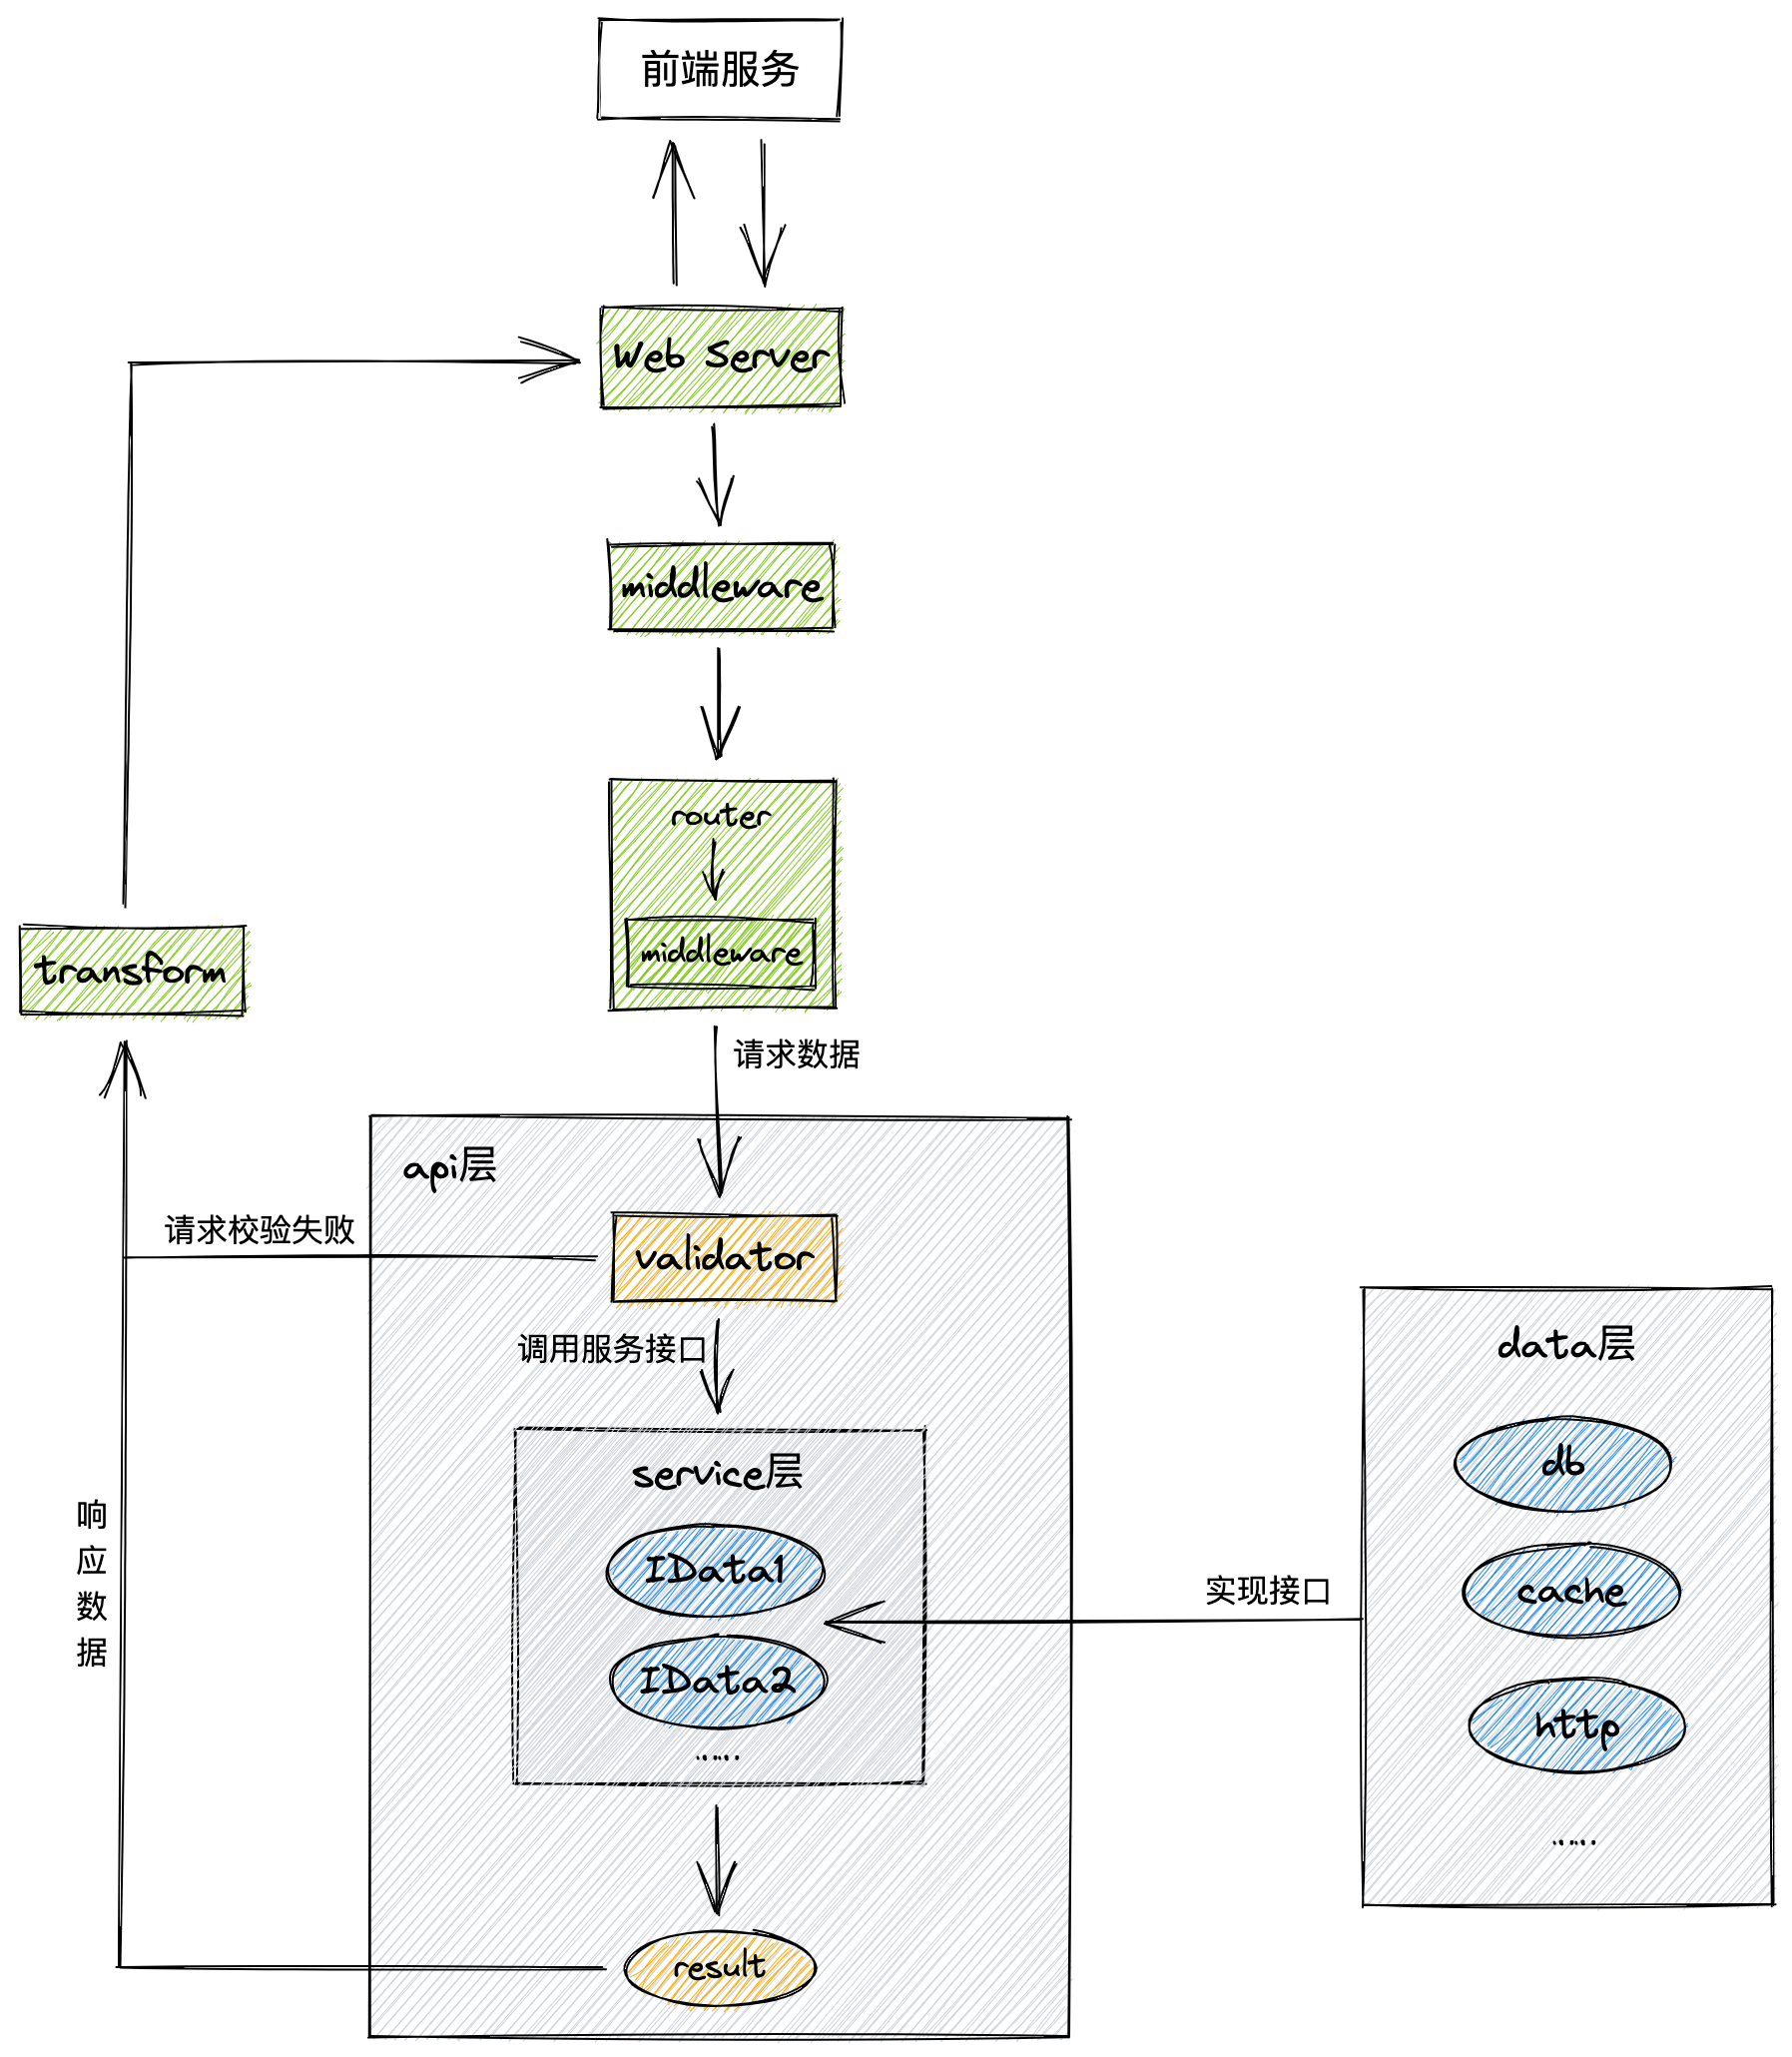 前端服务
Web Server
middleware
router
middleware
transform
请求数据
api层
请求校验失败
validator
调用服务接口
service层
IData1
IData2
......
result
响
应
数
据
实现接口
data层
db
cache
http
......